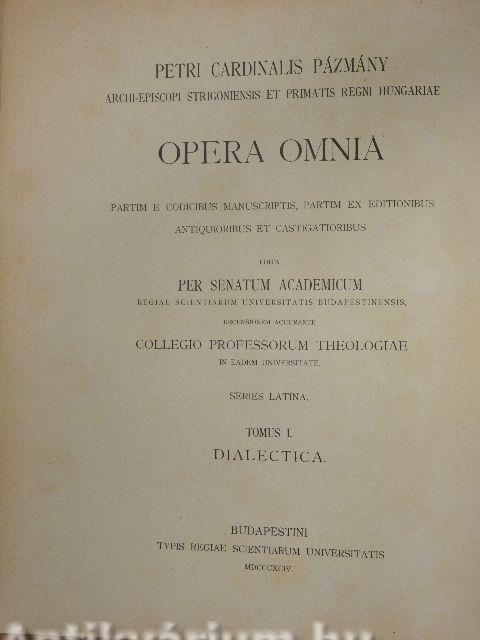 PETRI CARDINALIS PÁZMÁNY
ARCHI-EPISCOPI STRIGONIENSIS ET PRIMATIS REGNI HUNGARIAE
OPERA OMNIA
PARTIM E CODICIBUS MANUSCRIPTIS, PARTIM EX EDITIONIBUS
ANTIQUIORIBUS ET CASTIGATIORIBUS
EDITA
PER SENATUM ACADEMICUM
REGIAE SCIENTIARUM UNIVERSITATIS BUDAPESTINENSIS,
RECENSIONEM ACCURANTE
COLLEGIO PROFESSORUM THEOLOGIAE
IN EADEM UNIVERSITATE.
SERIES LATINA.
TOMUS I.
DIALECTICA.
BUDAPESTINI
TYPIS REGIAE SCIENTIARUM UNIVERSITATIS
MDCCCXCIV.
Antikvárium.hu